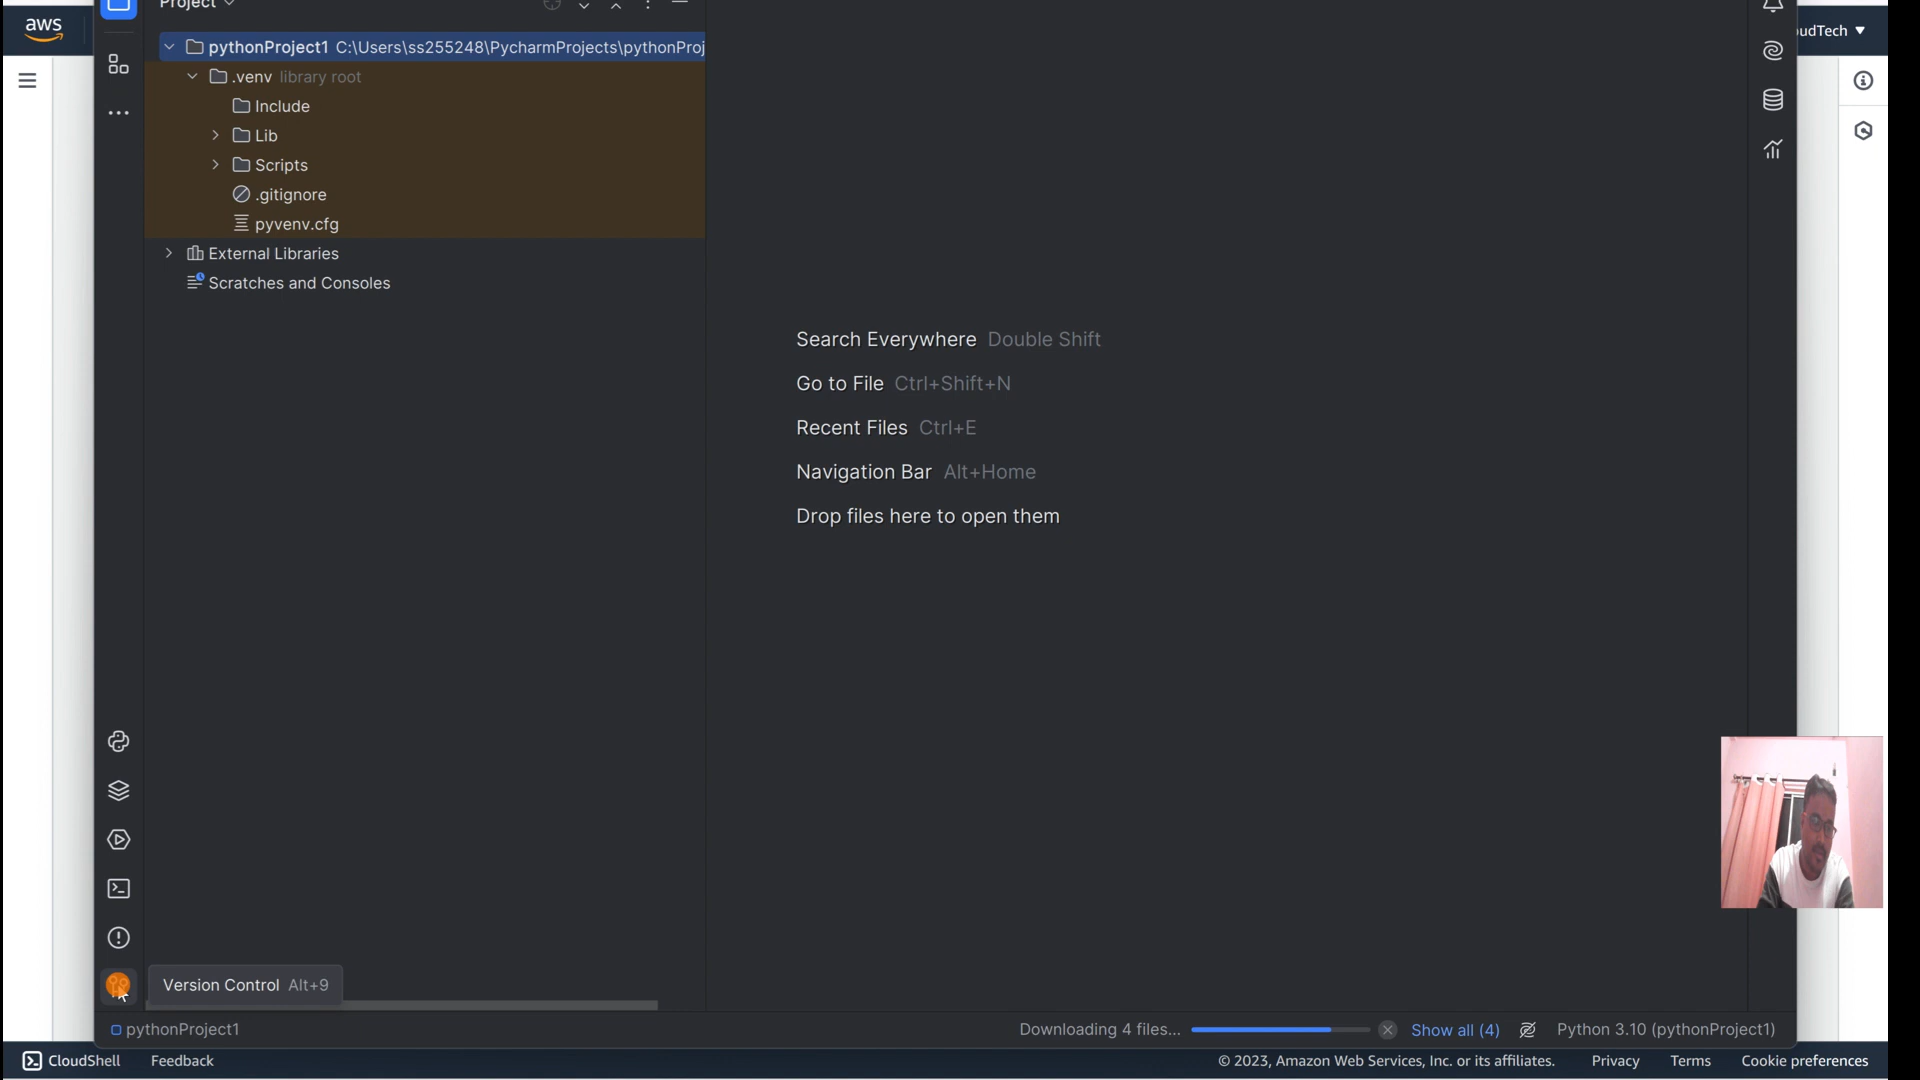 aws
Project
oudTech
pythonProject1 C:\Users\ss255248\PycharmProjects\pythonProj
.venv library root
Include
Lib
Scripts
.gitignore
pyvenv.cfg
External Libraries
Scratches and Consoles
Search Everywhere Double Shift
Go to File Ctrl+Shift+N
Recent Files Ctrl+E
Navigation Bar Alt+Home
Drop files here to open them
Version Control Alt+9
pythonProject1
Downloading 4 files... Show all (4) Python 3.10 (pythonProject1)
CloudShell Feedback © 2023, Amazon Web Services, Inc. or its affiliates. Privacy Terms Cookie preferences